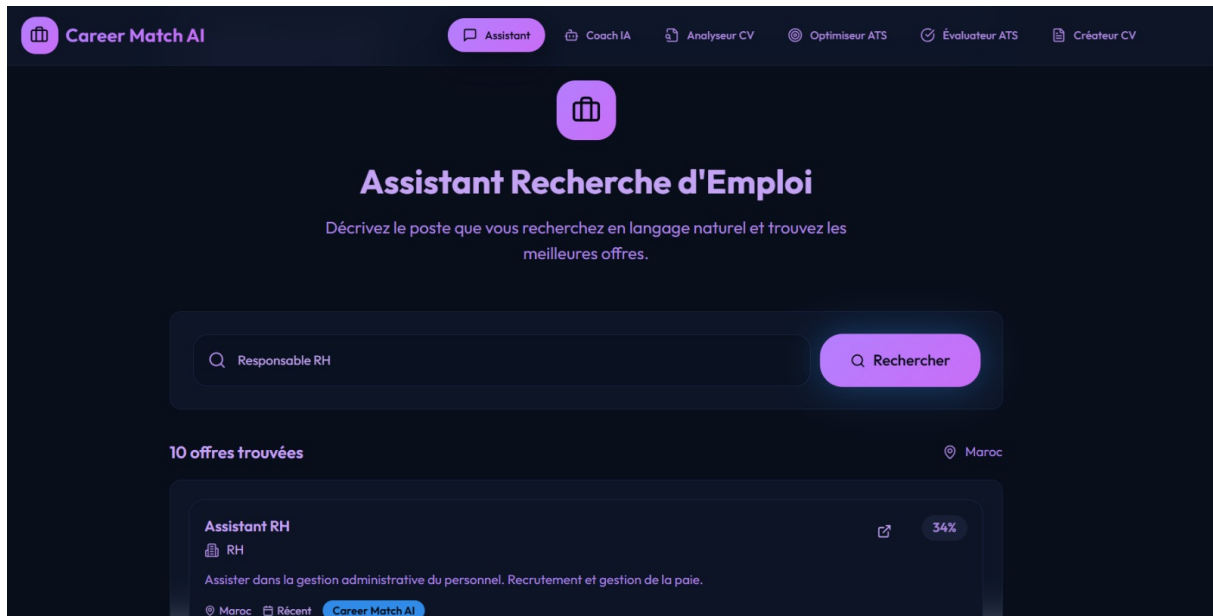 Career Match AI
Assistant
Coach IA
Analyseur CV
Optimiseur ATS
Évaluateur ATS
Créateur CV
Assistant Recherche d'Emploi
Décrivez le poste que vous recherchez en langage naturel et trouvez les
meilleures offres.
Responsable RH
Rechercher
10 offres trouvées
Maroc
Assistant RH
34%
RH
Assister dans la gestion administrative du personnel. Recrutement et gestion de la paie.
Maroc Récent Career Match AI